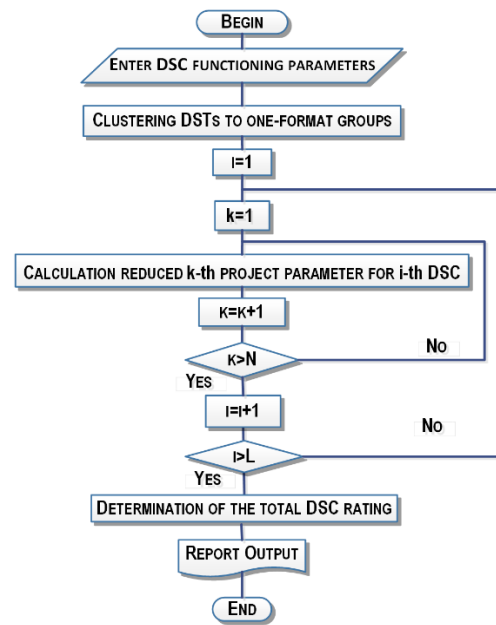 BEGIN
ENTER DSC FUNCTIONING PARAMETERS
CLUSTERING DSTS TO ONE-FORMAT GROUPS
I=1
k=1
CALCULATION REDUCED k-TH PROJECT PARAMETER FOR I-TH DSC
K=K+1
K>N
NO
YES
I=I+1
NO
I>L
YES
DETERMINATION OF THE TOTAL DSC RATING
REPORT OUTPUT
END